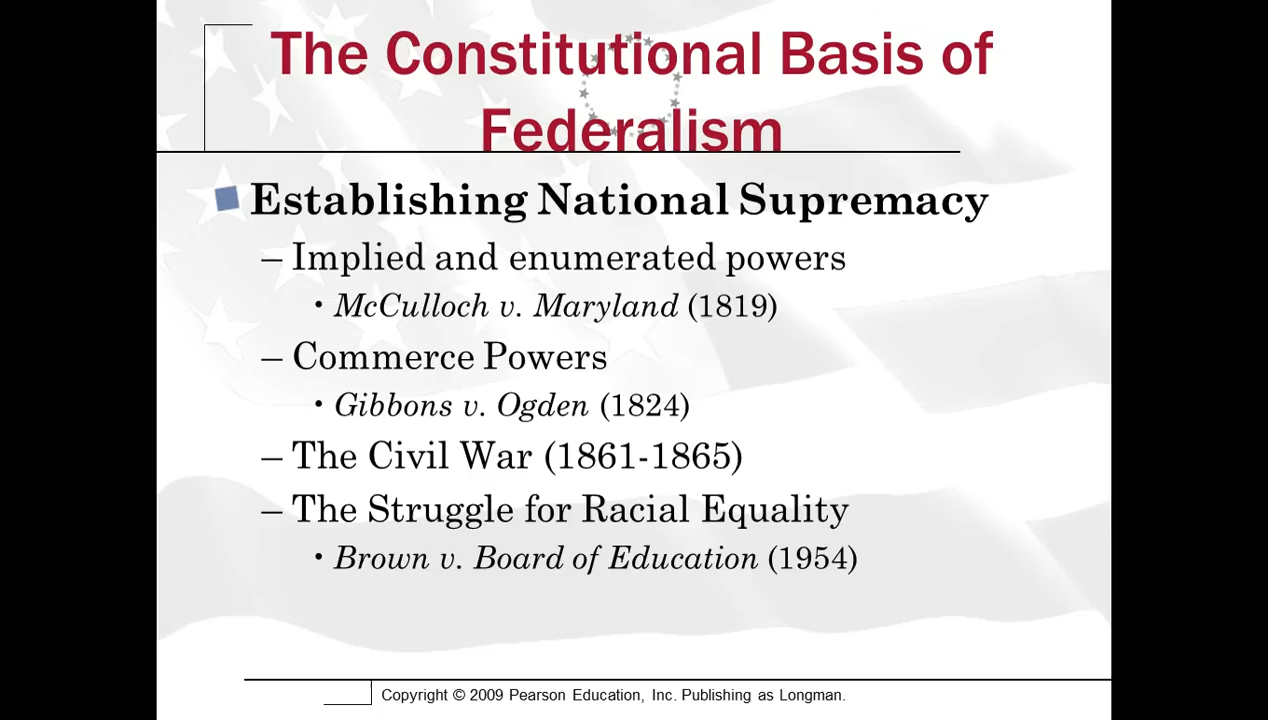 The Constitutional Basis of
Federalism
Establishing National Supremacy
– Implied and enumerated powers
• McCulloch v. Maryland (1819)
– Commerce Powers
• Gibbons v. Ogden (1824)
– The Civil War (1861-1865)
– The Struggle for Racial Equality
• Brown v. Board of Education (1954)
Copyright © 2009 Pearson Education, Inc. Publishing as Longman.